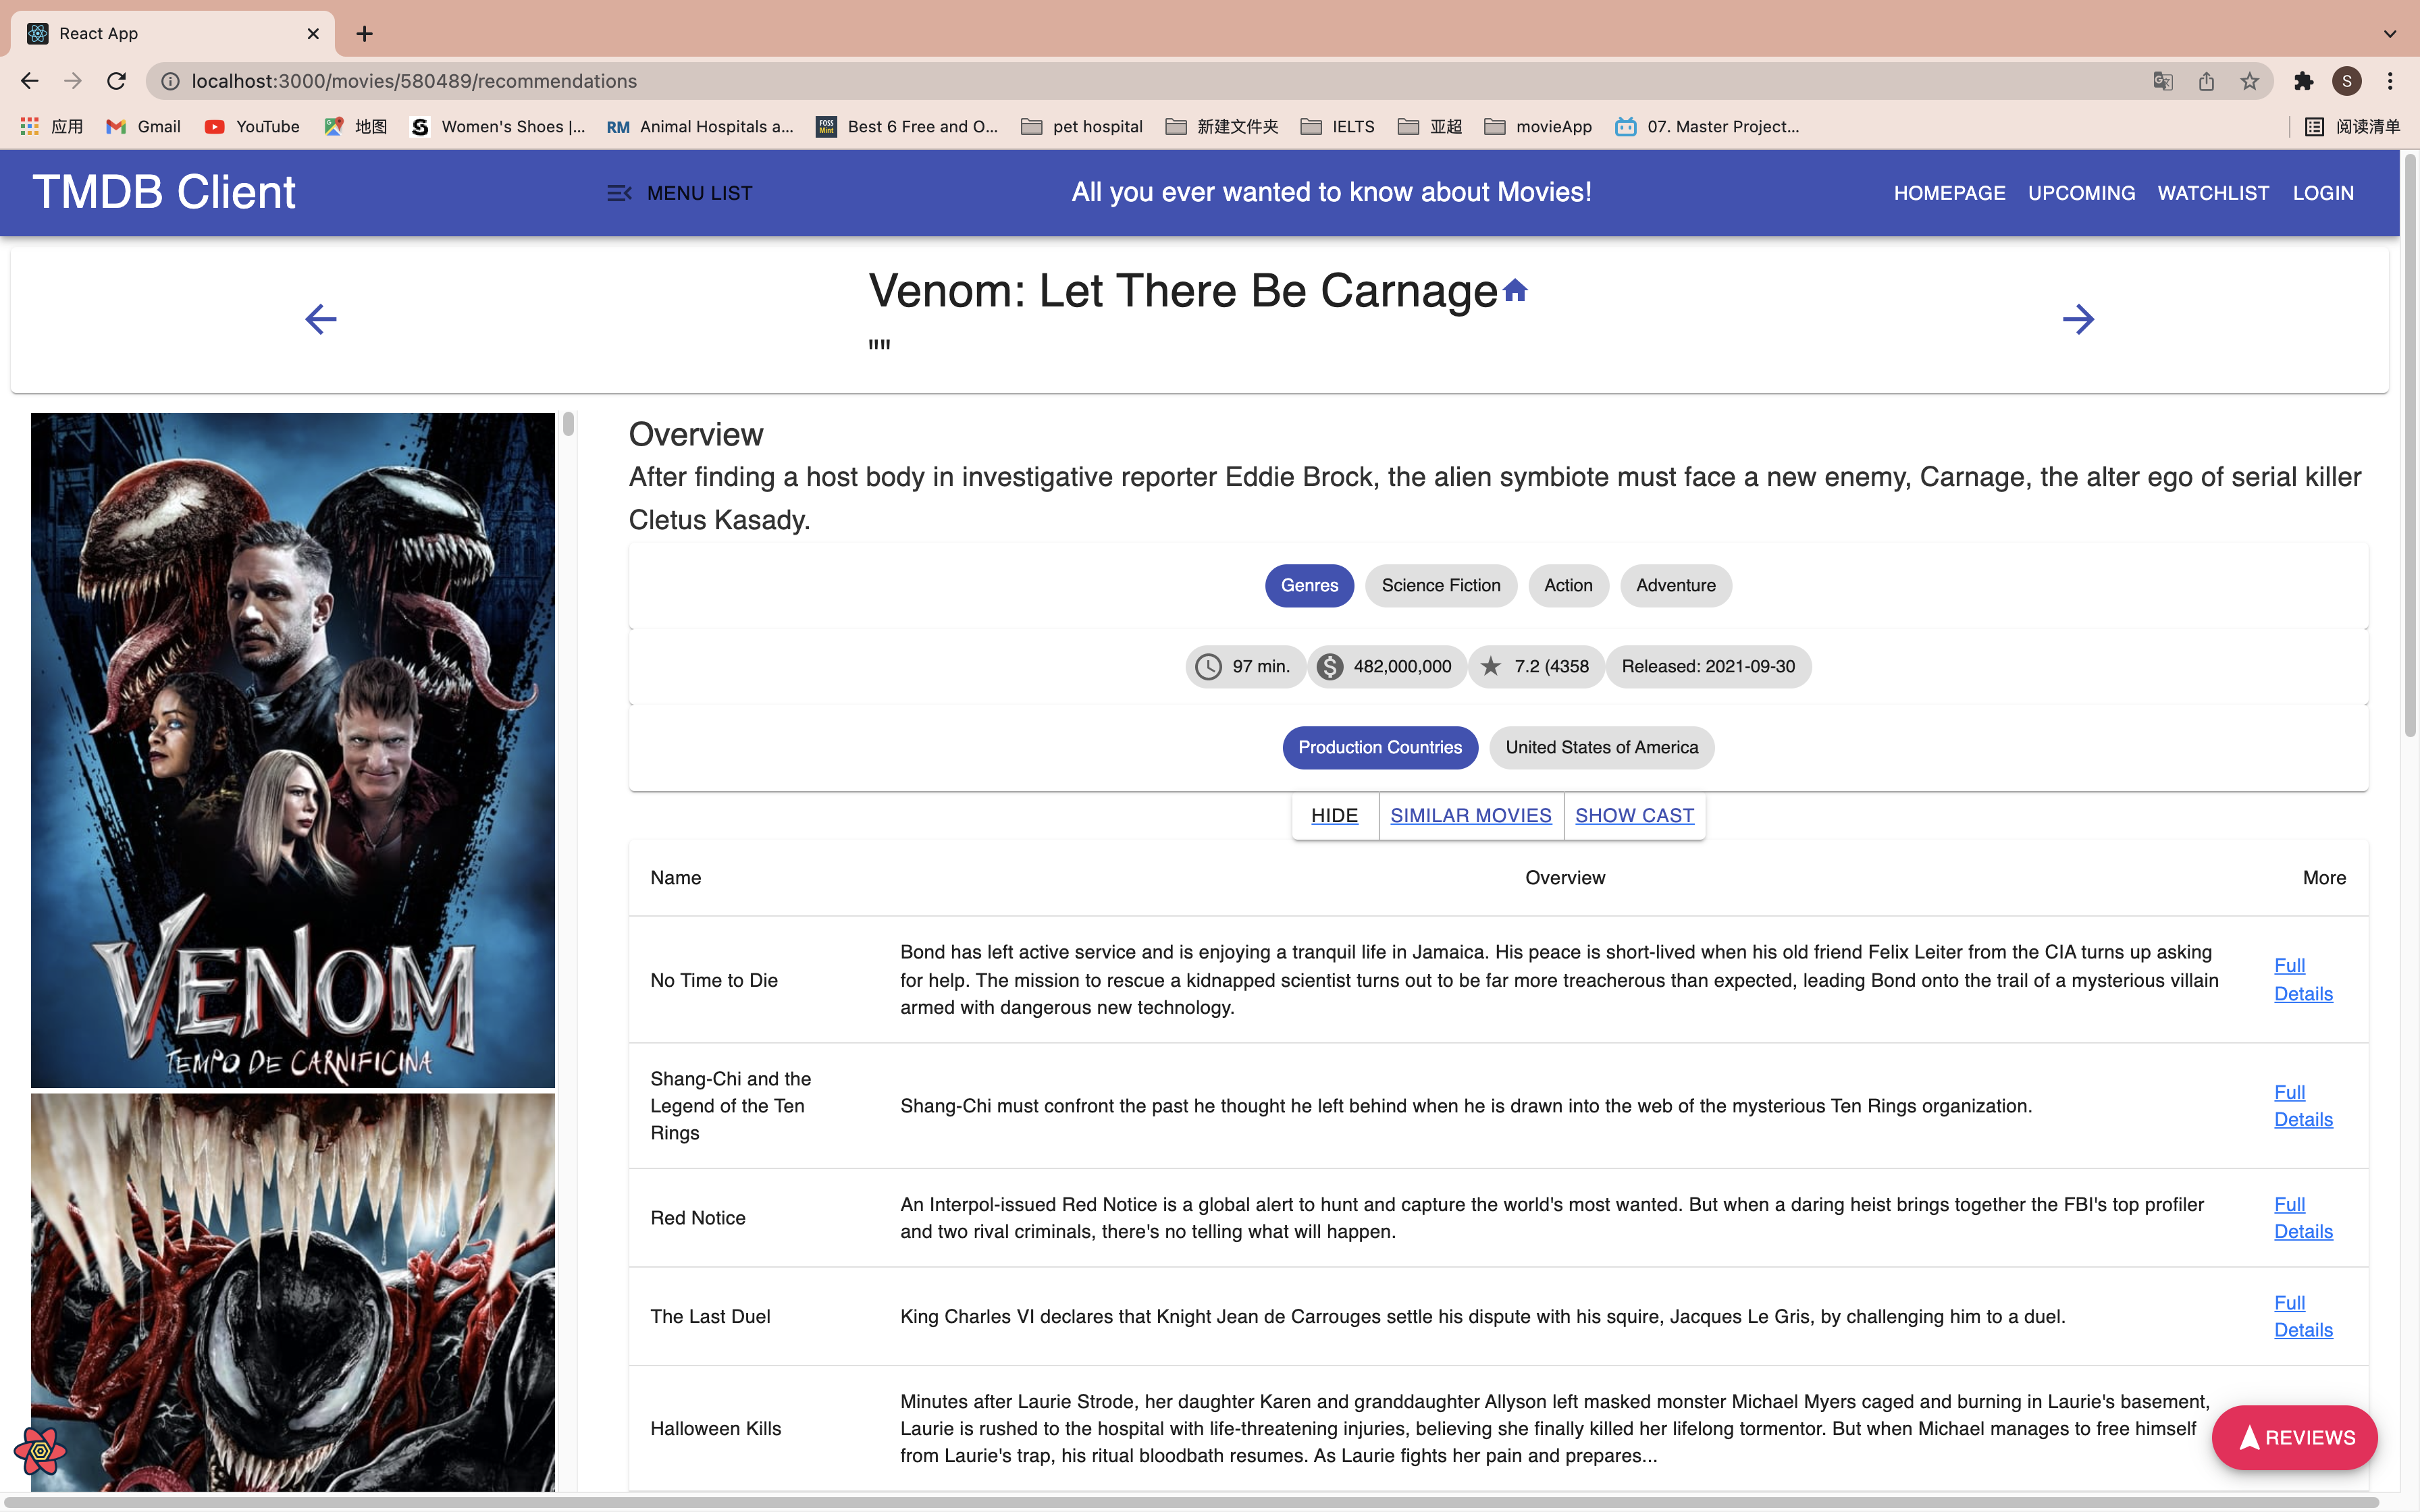 React App
localhost:3000/movies/580489/recommendations
S
应用
Gmail
YouTube
地图
Women's Shoes |...
RM Animal Hospitals a...
FOSS Mint Best 6 Free and O...
pet hospital
新建文件夹
IELTS
亚超
movieApp
07. Master Project...
阅读清单
TMDB Client
MENU LIST
All you ever wanted to know about Movies!
HOMEPAGE
UPCOMING
WATCHLIST
LOGIN
Venom: Let There Be Carnage
""
VENOM
TEMPO DE CARNIFICINA
Overview
After finding a host body in investigative reporter Eddie Brock, the alien symbiote must face a new enemy, Carnage, the alter ego of serial killer
Cletus Kasady.
Genres
Science Fiction
Action
Adventure
97 min.
482,000,000
7.2 (4358
Released: 2021-09-30
Production Countries
United States of America
HIDE
SIMILAR MOVIES
SHOW CAST
Name
Overview
More
No Time to Die
Bond has left active service and is enjoying a tranquil life in Jamaica. His peace is short-lived when his old friend Felix Leiter from the CIA turns up asking
for help. The mission to rescue a kidnapped scientist turns out to be far more treacherous than expected, leading Bond onto the trail of a mysterious villain
armed with dangerous new technology.
Full
Details
Shang-Chi and the
Legend of the Ten
Rings
Shang-Chi must confront the past he thought he left behind when he is drawn into the web of the mysterious Ten Rings organization.
Full
Details
Red Notice
An Interpol-issued Red Notice is a global alert to hunt and capture the world's most wanted. But when a daring heist brings together the FBI's top profiler
and two rival criminals, there's no telling what will happen.
Full
Details
The Last Duel
King Charles VI declares that Knight Jean de Carrouges settle his dispute with his squire, Jacques Le Gris, by challenging him to a duel.
Full
Details
Halloween Kills
Minutes after Laurie Strode, her daughter Karen and granddaughter Allyson left masked monster Michael Myers caged and burning in Laurie's basement,
Laurie is rushed to the hospital with life-threatening injuries, believing she finally killed her lifelong tormentor. But when Michael manages to free himself
from Laurie's trap, his ritual bloodbath resumes. As Laurie fights her pain and prepares...
REVIEWS